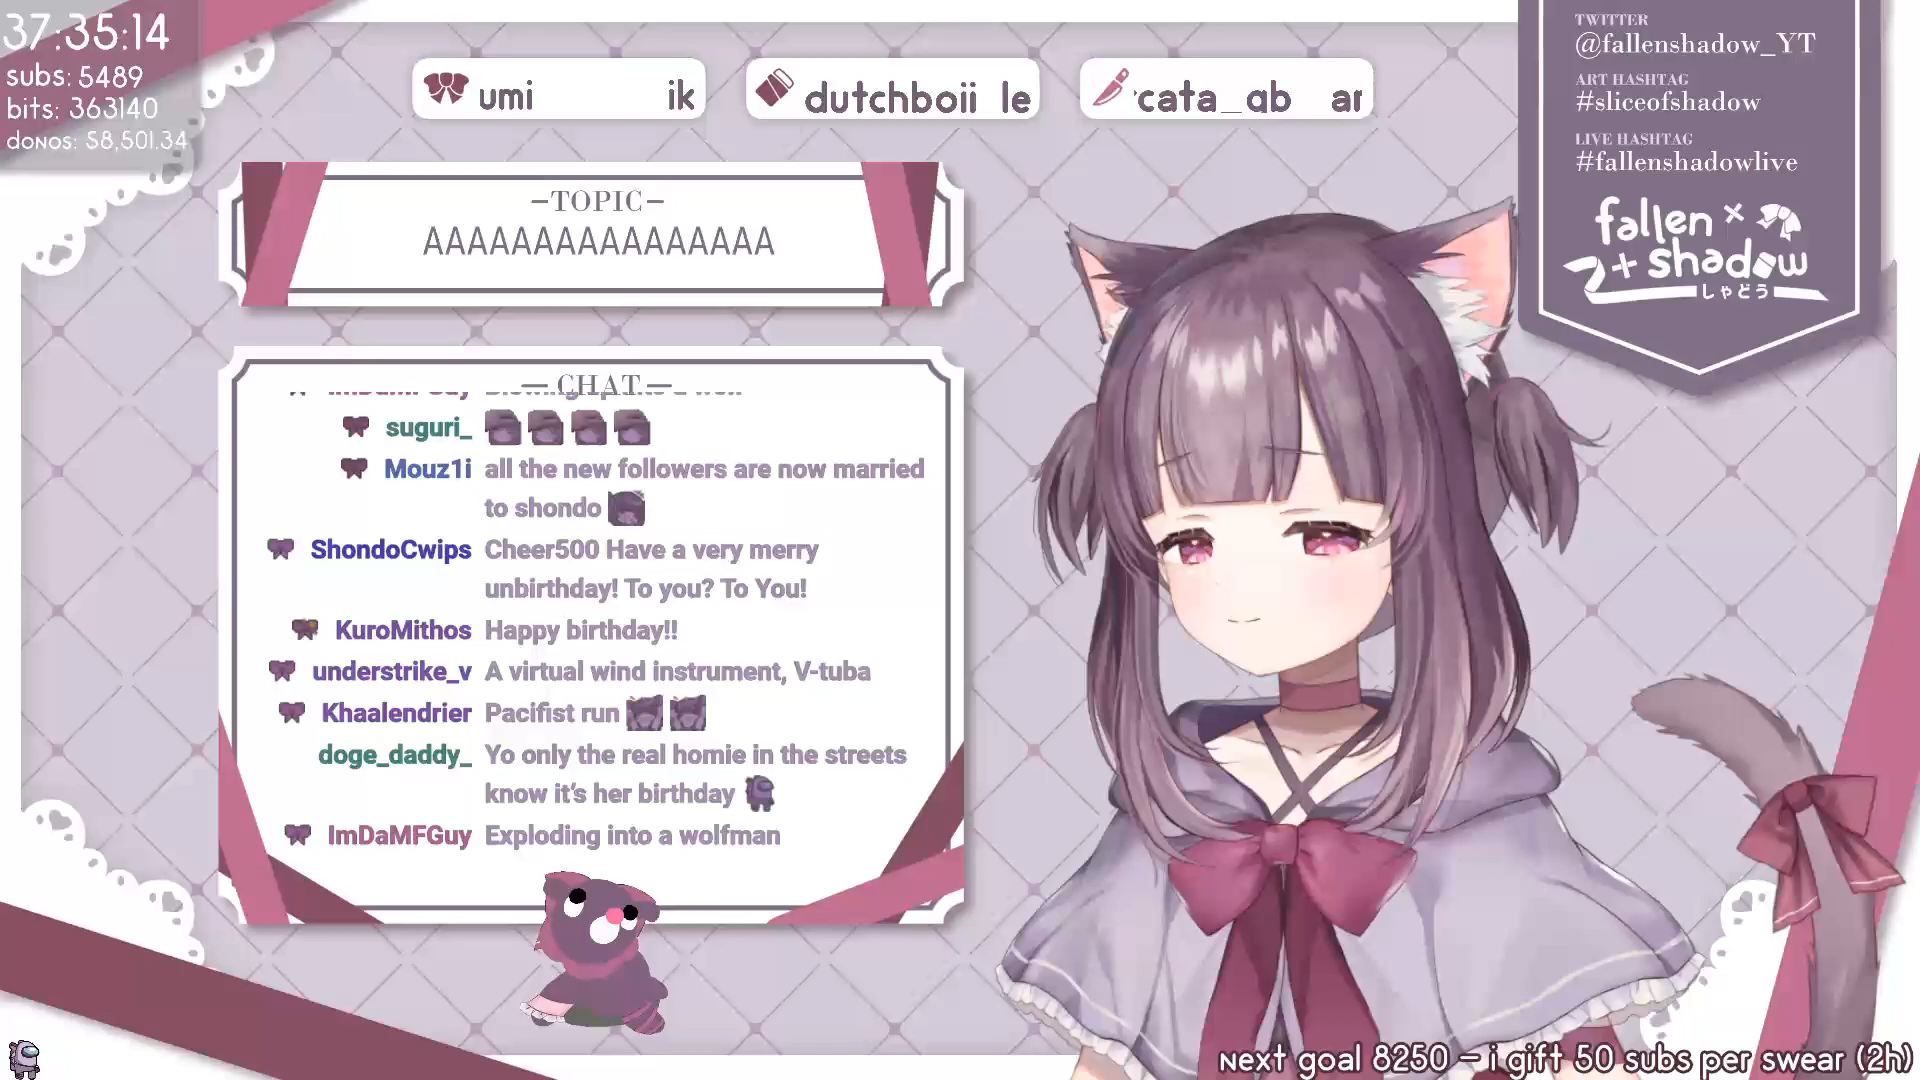 37:35:14
subs: 5489
bits: 363140
donos: $8,501.34
umi ik
dutchboii le
cata_qb ar
TWITTER
@fallenshadow_YT
ART HASHTAG
#sliceofshadow
LIVE HASHTAG
#fallenshadowlive
fallen
shadow
しゃどう
–TOPIC–
AAAAAAAAAAAAAAAA
— CHAT —
suguri_
Mouz1i all the new followers are now married
to shondo
ShondoCwips Cheer500 Have a very merry
unbirthday! To you? To You!
KuroMithos Happy birthday!!
understrike_v A virtual wind instrument, V-tuba
Khaalendrier Pacifist run
doge_daddy_ Yo only the real homie in the streets
know it's her birthday
ImDaMFGuy Exploding into a wolfman
next goal 8250 – i gift 50 subs per swear (2h)